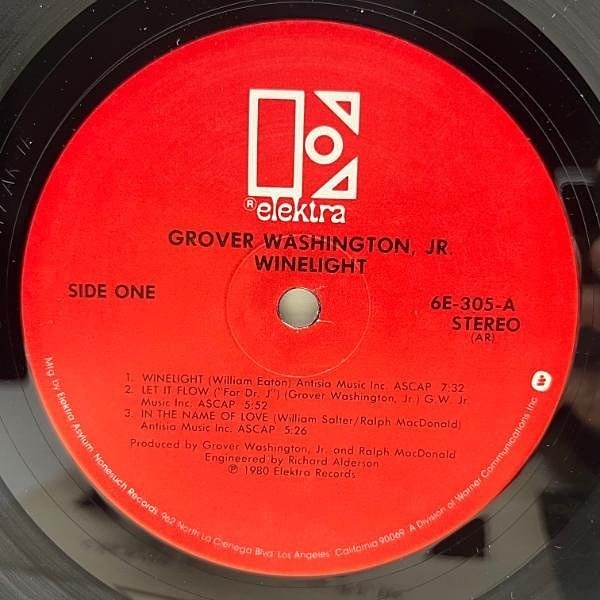 ® elektra
GROVER WASHINGTON, JR.
WINELIGHT
SIDE ONE
6E-305-A
STEREO
(AR)
1. WINELIGHT (William Eaton) Antisia Music Inc. ASCAP 7:32
2. LET IT FLOW ("For Dr. J") (Grover Washington, Jr.) G.W. Jr.
Music Inc. ASCAP 5:52
3. IN THE NAME OF LOVE (William Salter/Ralph MacDonald)
Antisia Music Inc. ASCAP 5:26
Produced by Grover Washington, Jr. and Ralph MacDonald
Engineered by Richard Alderson
℗ 1980 Elektra Records
Mfg. by Elektra/Asylum/Nonesuch Records · 962 North La Cienega Blvd. Los Angeles, California 90069. A Division of Warner Communications Inc.